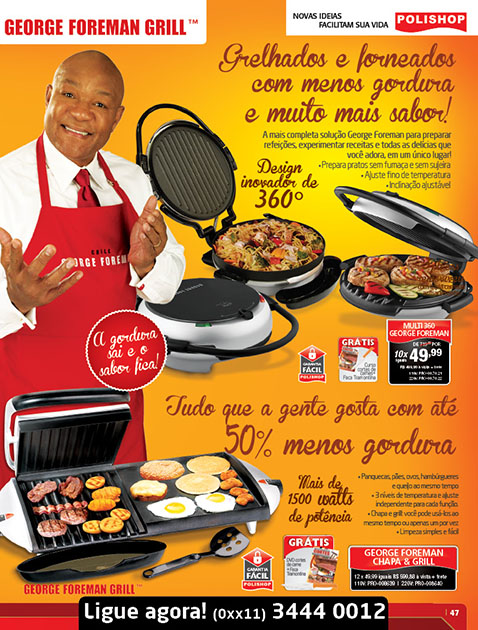 GEORGE FOREMAN GRILL™
NOVAS IDEIAS
FACILITAM SUA VIDA
POLISHOP
Grelhados e forneados
com menos gordura
e muito mais sabor!
A mais completa solução George Foreman para preparar
refeições, experimentar receitas e todas as delícias que
você adora, em um único lugar!
• Prepara pratos sem fumaça e sem sujeira
• Ajuste fino de temperatura
• Inclinação ajustável
Design
inovador de
360°
GEORGE FOREMAN
A gordura
sai e o
sabor fica!
GARANTIA
FÁCIL
POLISHOP
GRÁTIS
MULTI 360
GEORGE FOREMAN
10x
iguais
49,99
Tudo que a gente gosta com até
50% menos gordura
Mais de
1500 watts
de potência
• Panquecas, pães, ovos, hambúrgueres
e queijo ao mesmo tempo
• 3 níveis de temperatura e ajuste
independente para cada função.
• Chapa e grill você pode usá-los ao
mesmo tempo ou apenas um por vez
• Limpeza simples e fácil
GARANTIA
FÁCIL
POLISHOP
GRÁTIS
GEORGE FOREMAN
CHAPA & GRILL
12 x 49,99 iguais R$ 599,88 à vista + frete
110V: PRO-008639 | 220V: PRO-008640
GEORGE FOREMAN GRILL™
Ligue agora! (0xx11) 3444 0012
47